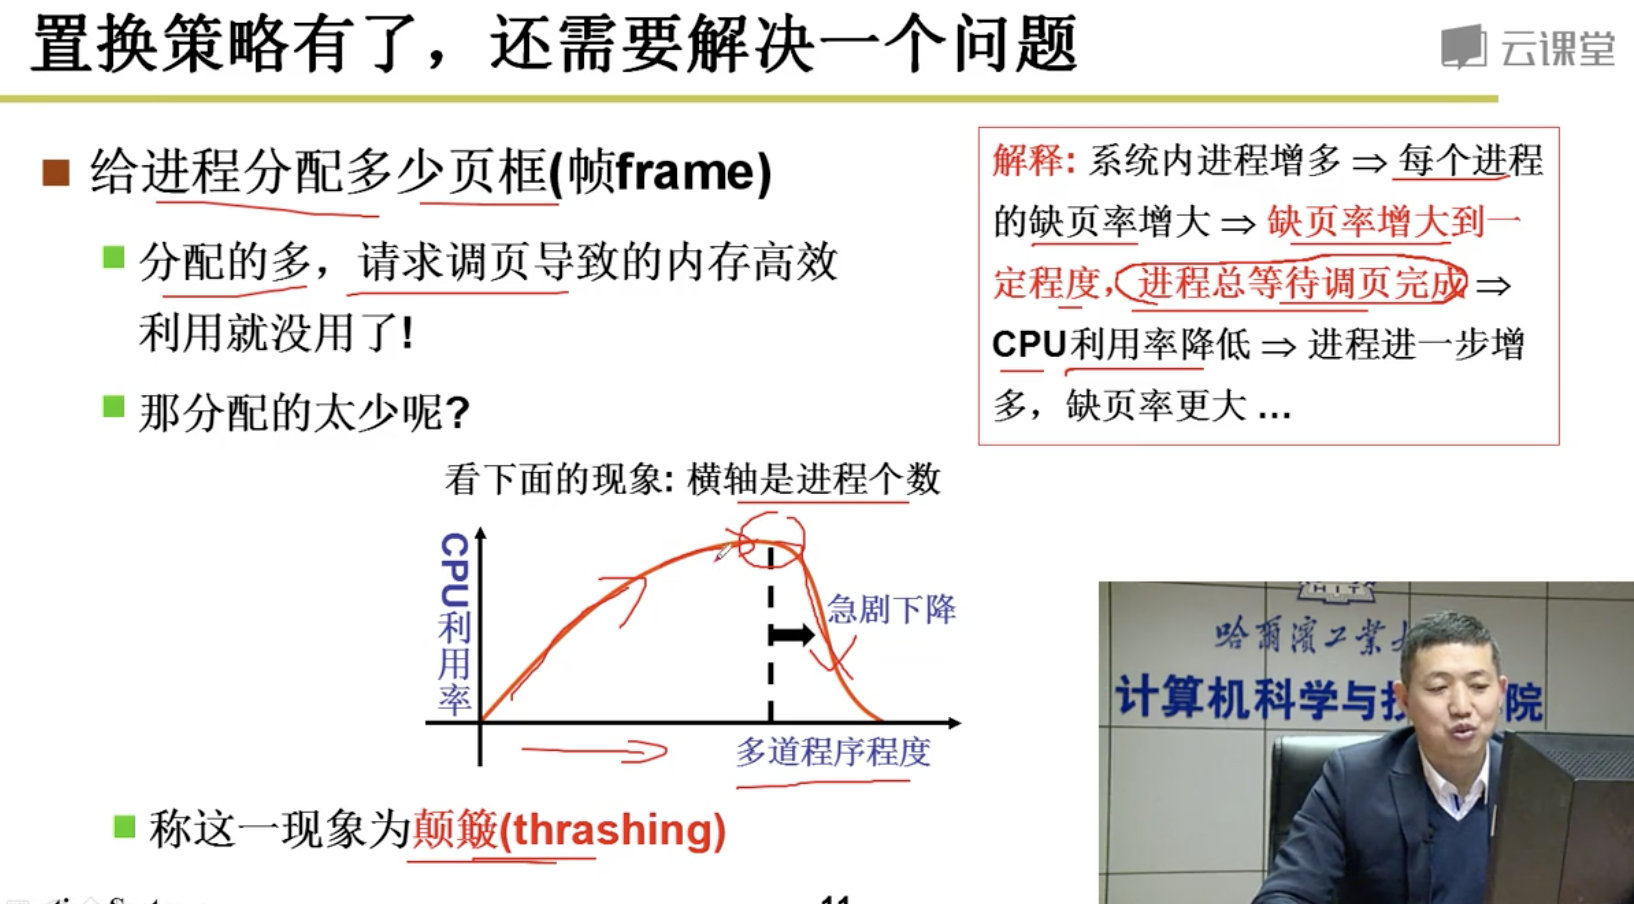 置换策略有了，还需要解决一个问题
云课堂
给进程分配多少页框(帧frame)
分配的多，请求调页导致的内存高效
利用就没用了!
那分配的太少呢?
解释: 系统内进程增多 ⇒ 每个进程
的缺页率增大 ⇒ 缺页率增大到一
定程度，进程总等待调页完成 ⇒
CPU利用率降低 ⇒ 进程进一步增
多，缺页率更大 ...
看下面的现象: 横轴是进程个数
CPU利用率
急剧下降
多道程序程度
称这一现象为颠簸(thrashing)
哈爾濱工業
计算机科学与技
院
11